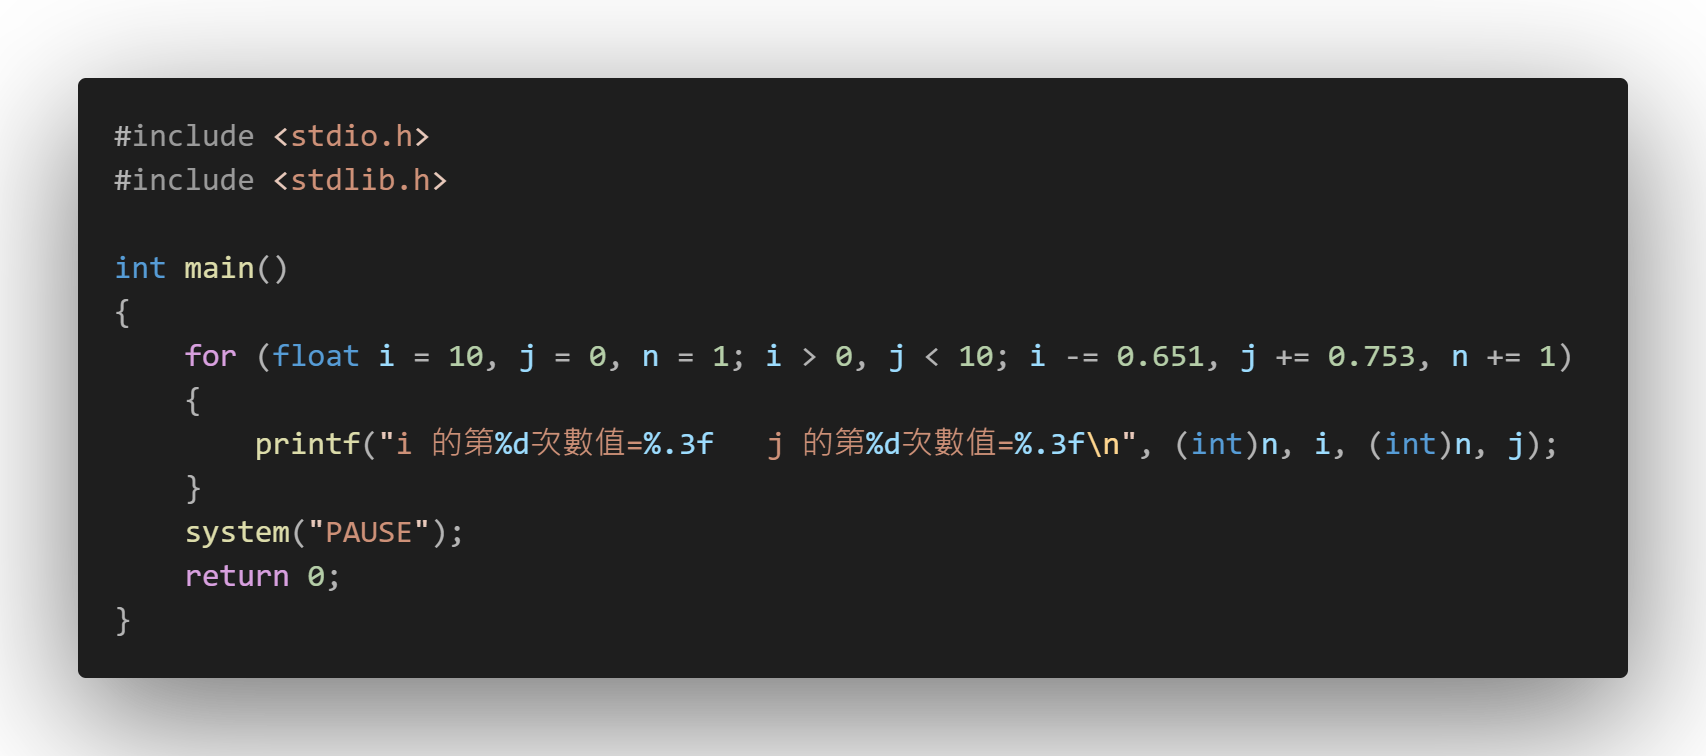 #include <stdio.h>
#include <stdlib.h>

int main()
{
    for (float i = 10, j = 0, n = 1; i > 0, j < 10; i -= 0.651, j += 0.753, n += 1)
    {
        printf("i 的第%d次數值=%.3f   j 的第%d次數值=%.3f\n", (int)n, i, (int)n, j);
    }
    system("PAUSE");
    return 0;
}